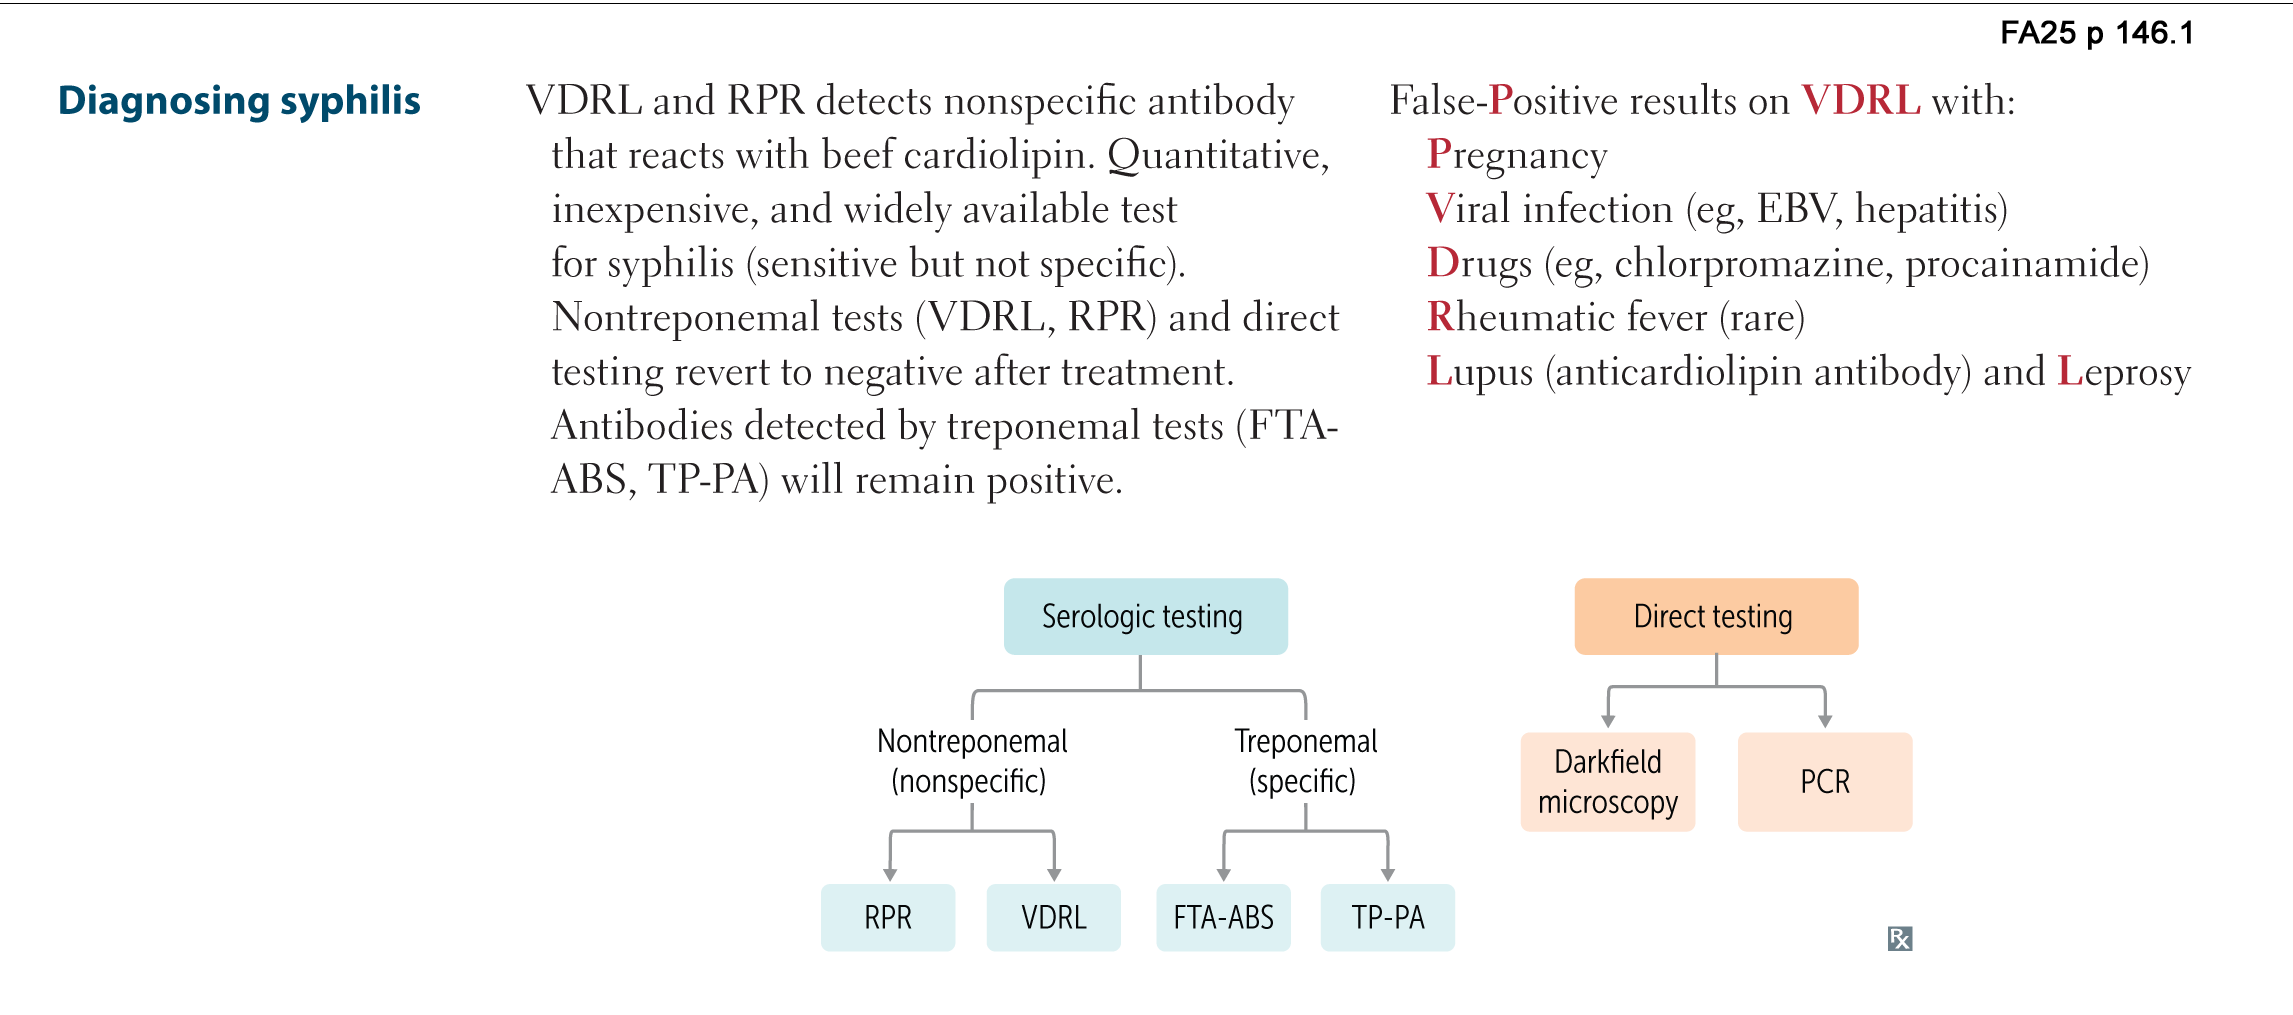 FA25 p 146.1
Diagnosing syphilis
VDRL and RPR detects nonspecific antibody
that reacts with beef cardiolipin. Quantitative,
inexpensive, and widely available test
for syphilis (sensitive but not specific).
Nontreponemal tests (VDRL, RPR) and direct
testing revert to negative after treatment.
Antibodies detected by treponemal tests (FTA-
ABS, TP-PA) will remain positive.
False-Positive results on VDRL with:
Pregnancy
Viral infection (eg, EBV, hepatitis)
Drugs (eg, chlorpromazine, procainamide)
Rheumatic fever (rare)
Lupus (anticardiolipin antibody) and Leprosy
Serologic testing
Nontreponemal
(nonspecific)
Treponemal
(specific)
RPR
VDRL
FTA-ABS
TP-PA
Direct testing
Darkfield
microscopy
PCR
Rx